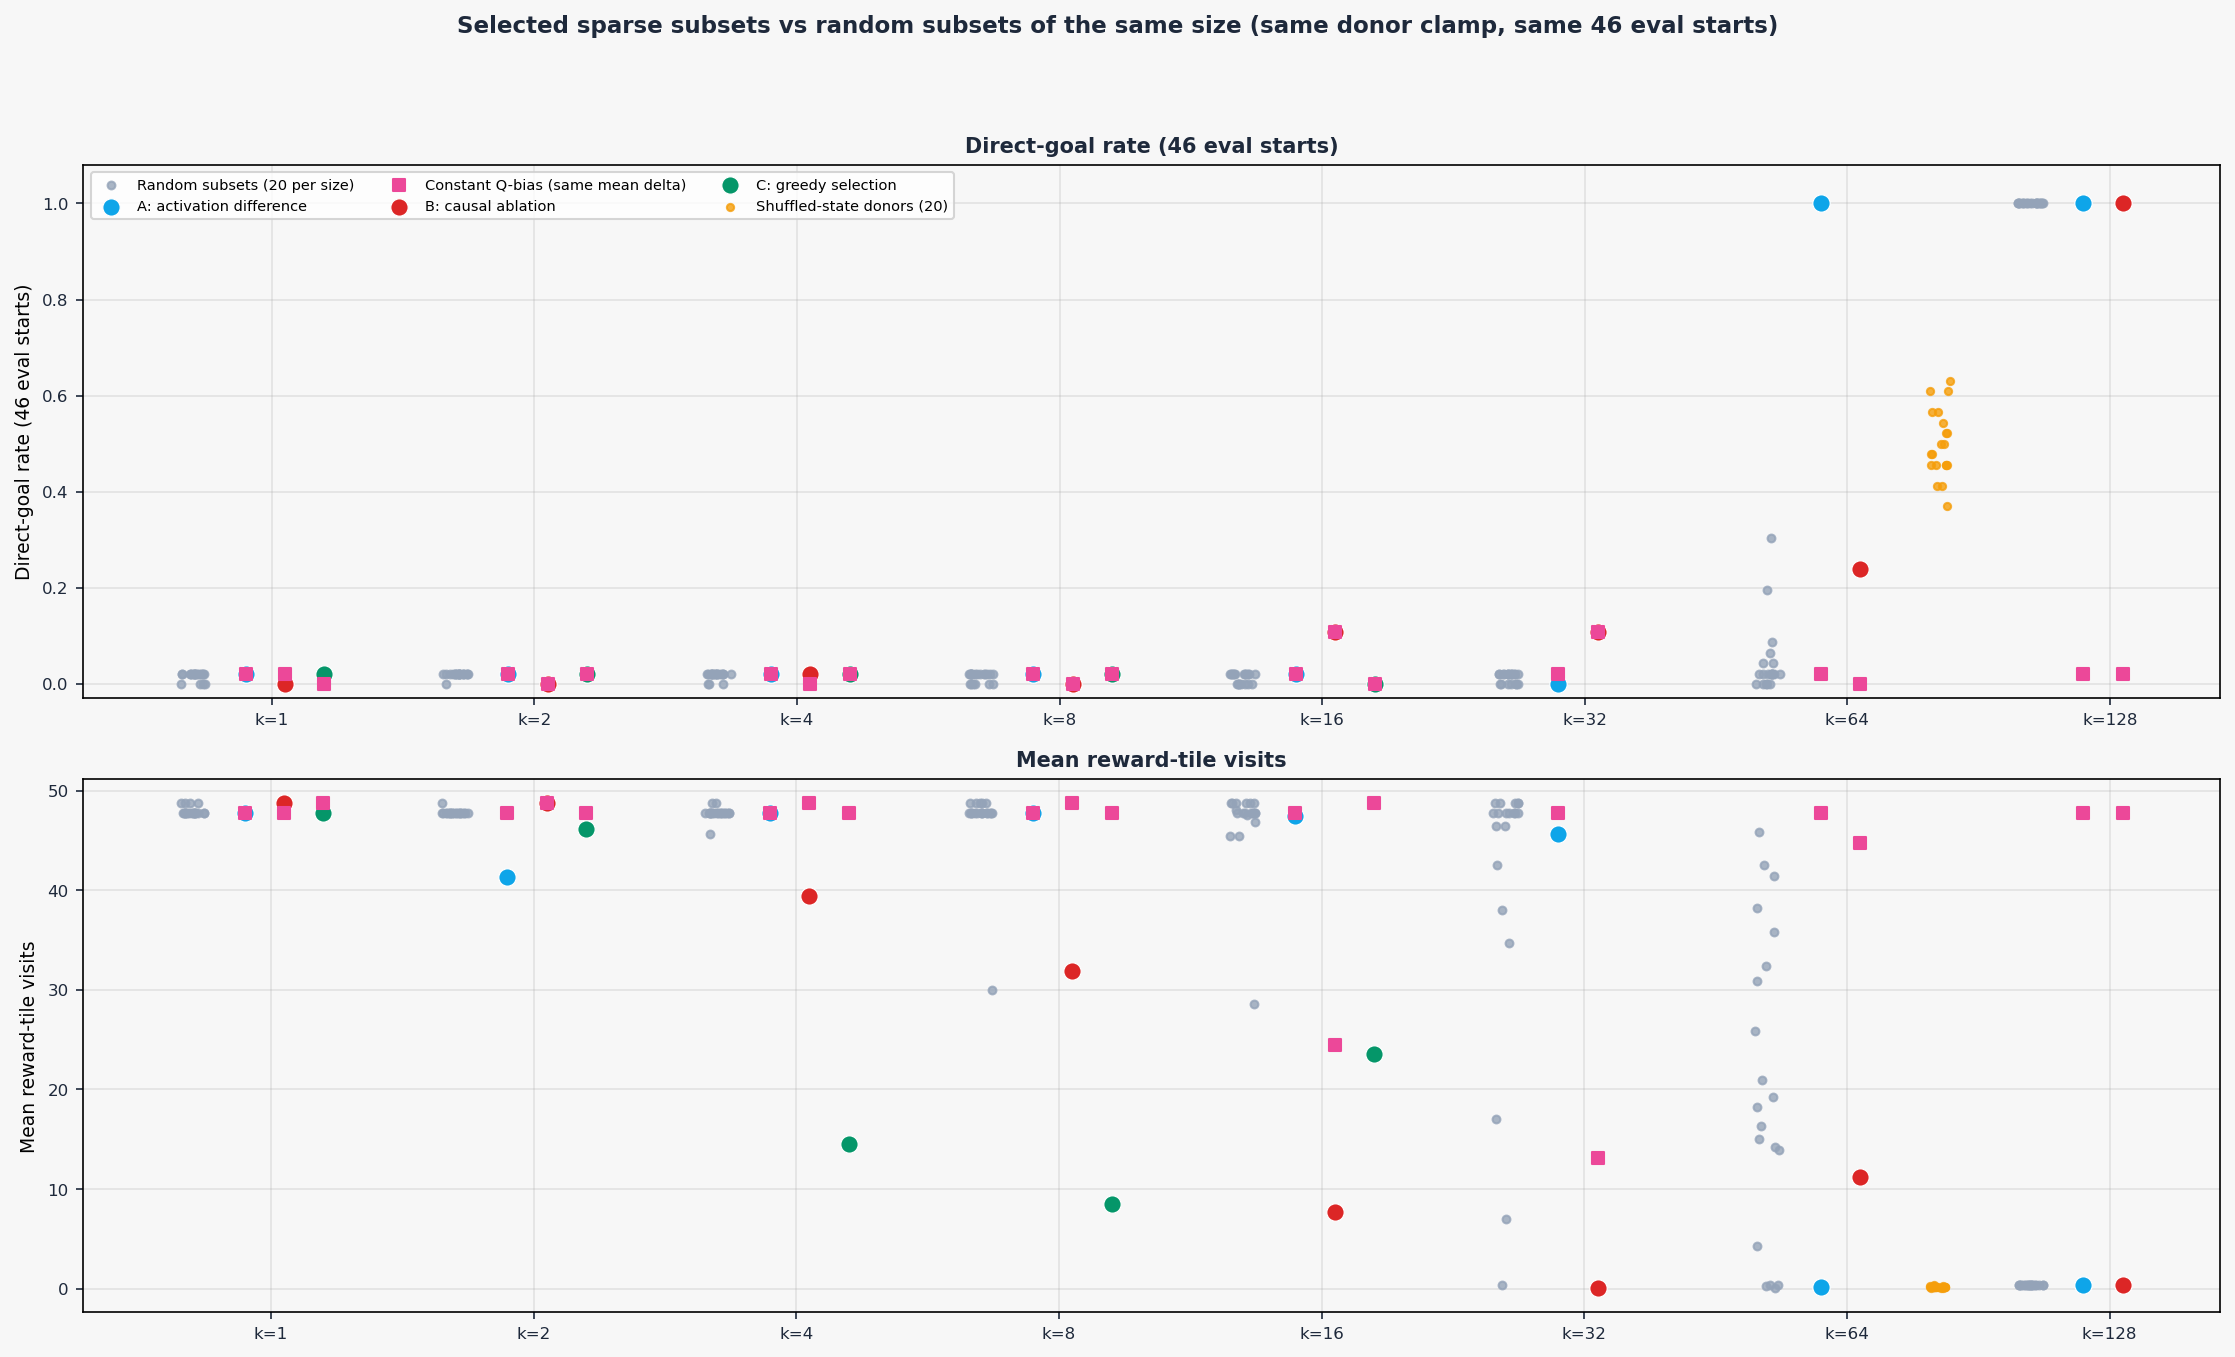 Selected sparse subsets vs random subsets of the same size (same donor clamp, same 46 eval starts)
Direct-goal rate (46 eval starts)
Random subsets (20 per size)
A: activation difference
Constant Q-bias (same mean delta)
B: causal ablation
C: greedy selection
Shuffled-state donors (20)
Direct-goal rate (46 eval starts)
1.0
0.8
0.6
0.4
0.2
0.0
k=1 k=2 k=4 k=8 k=16 k=32 k=64 k=128
Mean reward-tile visits
Mean reward-tile visits
50
40
30
20
10
0
k=1 k=2 k=4 k=8 k=16 k=32 k=64 k=128